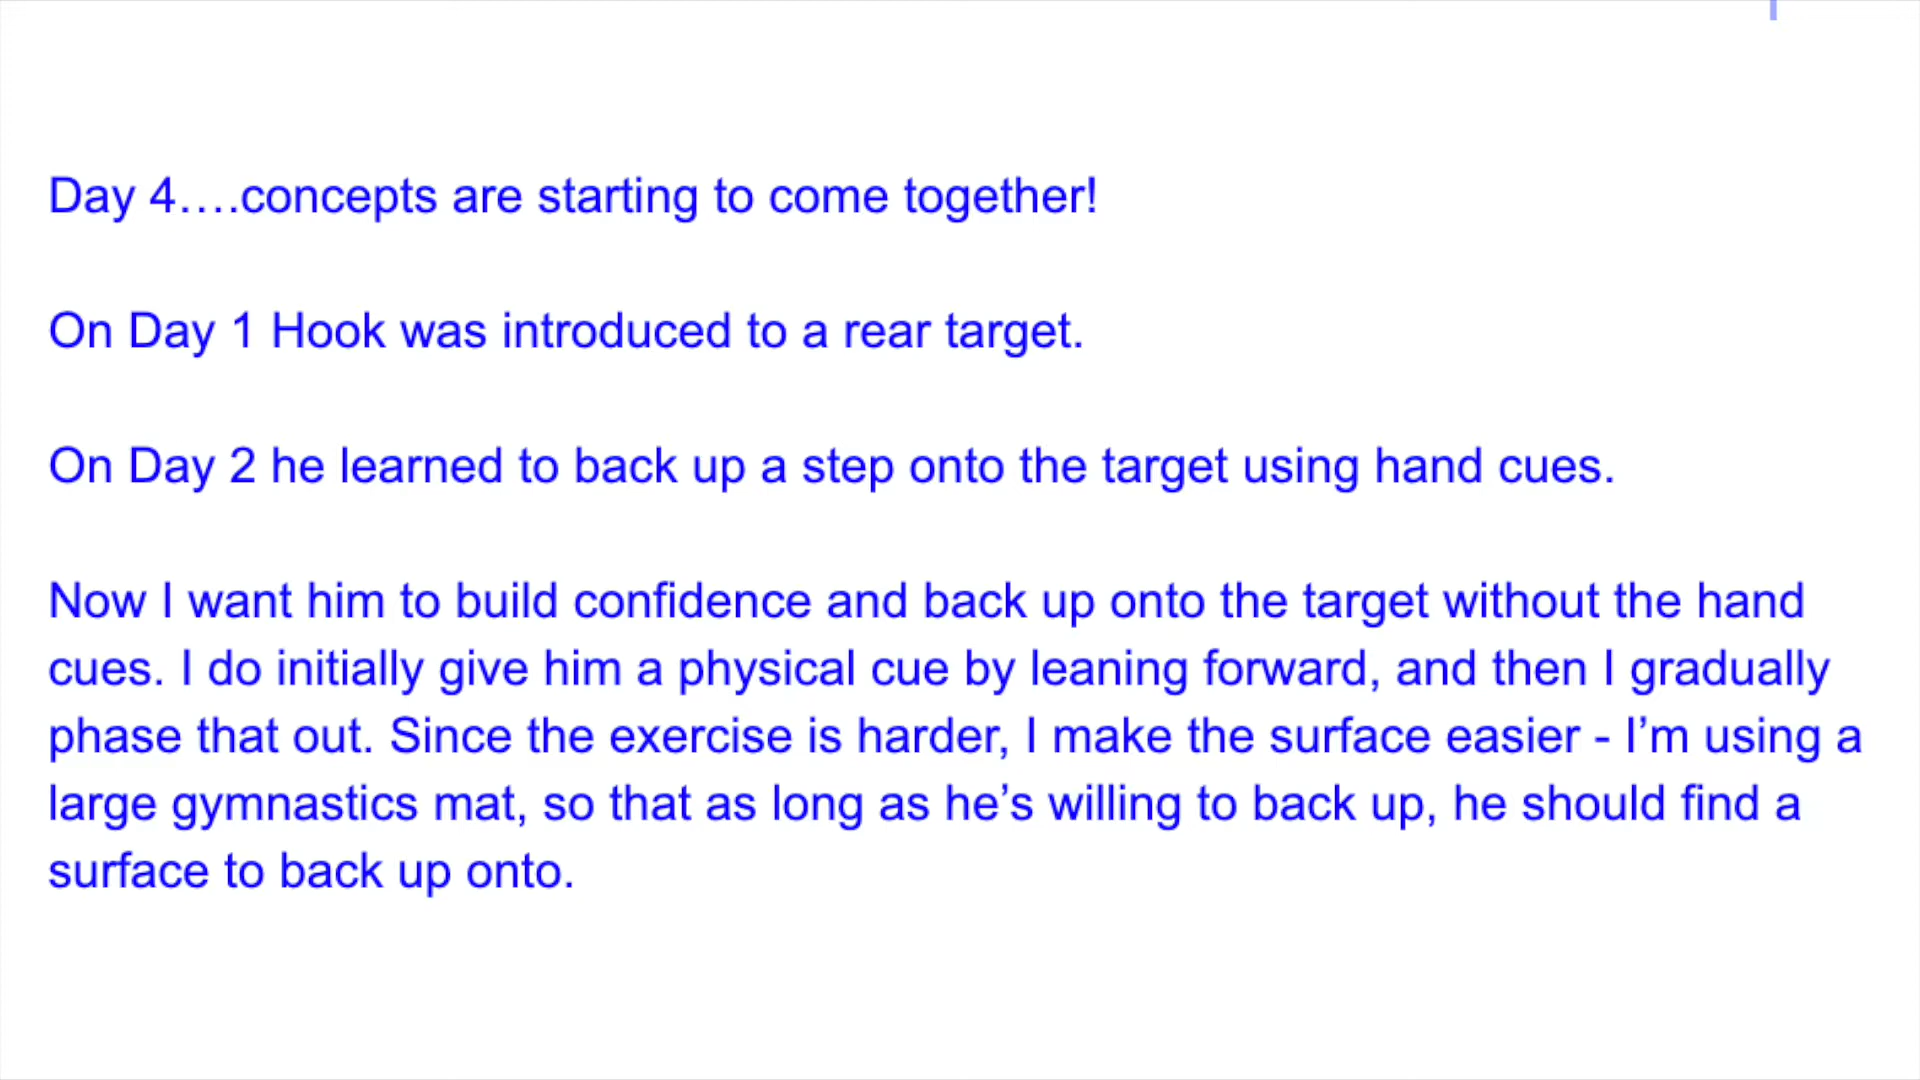 Day 4….concepts are starting to come together!
On Day 1 Hook was introduced to a rear target.
On Day 2 he learned to back up a step onto the target using hand cues.
Now I want him to build confidence and back up onto the target without the hand
cues. I do initially give him a physical cue by leaning forward, and then I gradually
phase that out. Since the exercise is harder, I make the surface easier - I’m using a
large gymnastics mat, so that as long as he’s willing to back up, he should find a
surface to back up onto.